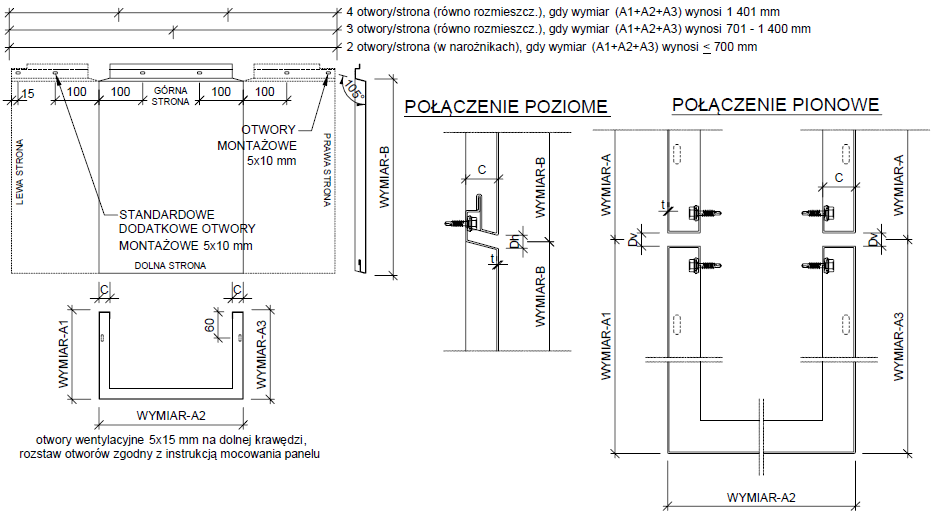 4 otwory/strona (równo rozmieszcz.), gdy wymiar (A1+A2+A3) wynosi 1 401 mm
3 otwory/strona (równo rozmieszcz.), gdy wymiar (A1+A2+A3) wynosi 701 - 1 400 mm
2 otwory/strona (w narożnikach), gdy wymiar (A1+A2+A3) wynosi ≤ 700 mm
15
100
100
GÓRNA
STRONA
100
100
105°
OTWORY
MONTAŻOWE
5x10 mm
LEWA STRONA
PRAWA STRONA
WYMIAR-B
STANDARDOWE
DODATKOWE OTWORY
MONTAŻOWE 5x10 mm
DOLNA STRONA
C
C
60
WYMIAR-A1
WYMIAR-A3
WYMIAR-A2
otwory wentylacyjne 5x15 mm na dolnej krawędzi,
rozstaw otworów zgodny z instrukcją mocowania panelu
POŁĄCZENIE POZIOME
C
WYMIAR-B
Dh
t
WYMIAR-B
POŁĄCZENIE PIONOWE
WYMIAR-A
WYMIAR-A
C
t
Dv
Dv
WYMIAR-A1
WYMIAR-A3
WYMIAR-A2